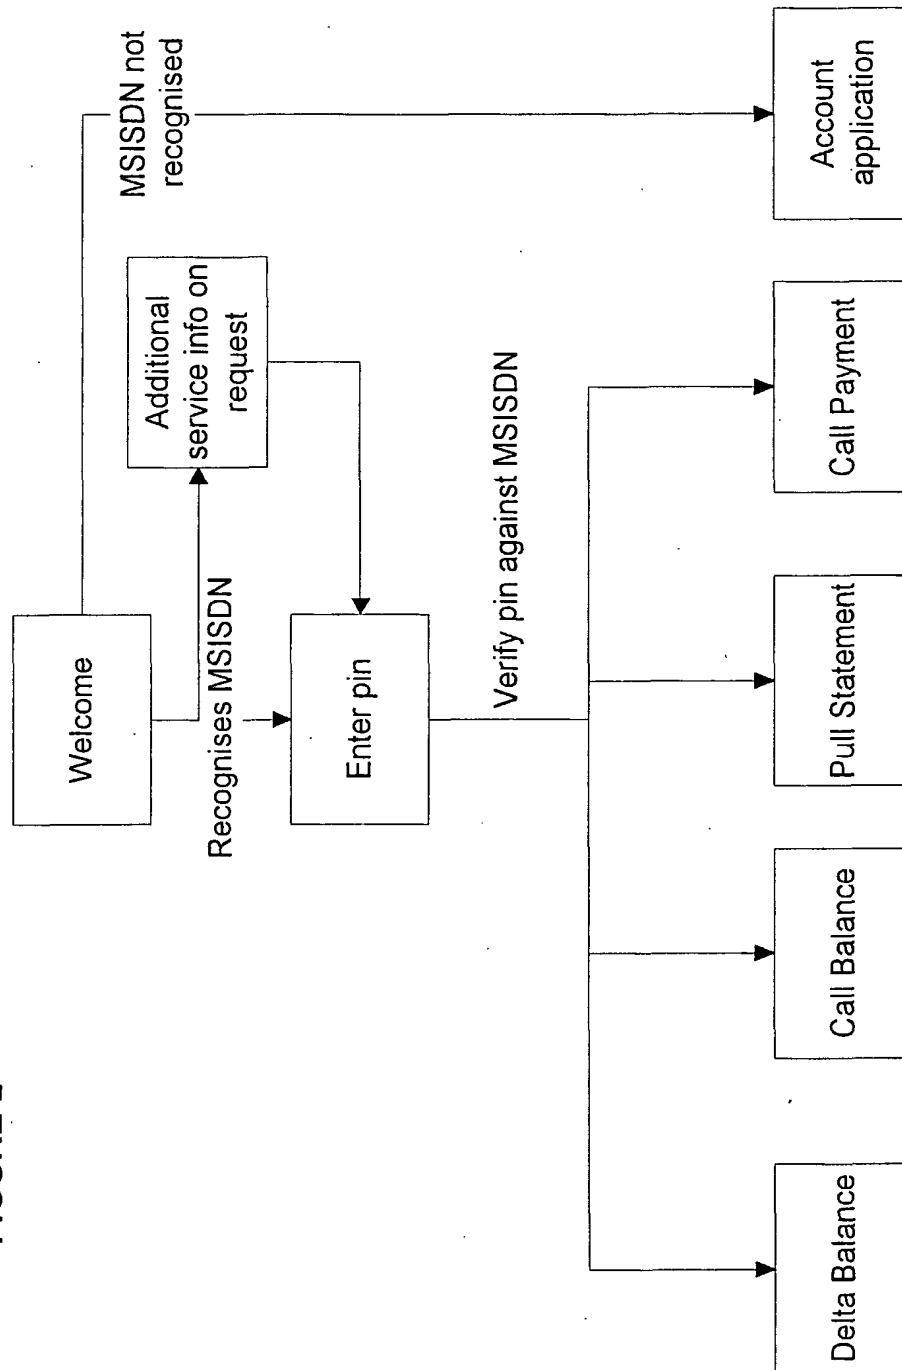 Welcome
MSISDN not
recognised
Additional
service info on
request
Recognises MSISDN
Enter pin
Verify pin against MSISDN
Delta Balance
Call Balance
Pull Statement
Call Payment
Account
application